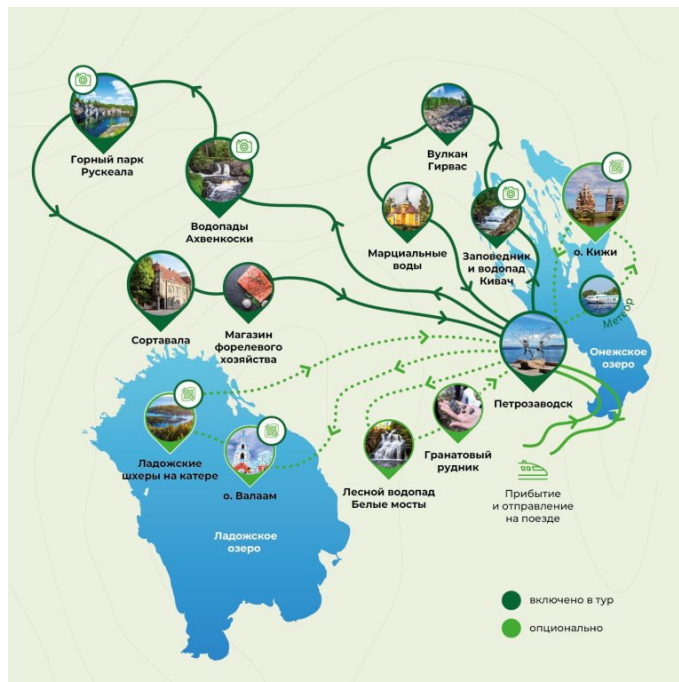 Горный парк
Рускеала
Водопады
Ахвенкоски
Вулкан
Гирвас
Марциальные
воды
Заповедник
и водопад
Кивач
о. Кижи
Метеор
Сортавала
Магазин
форелевого
хозяйства
Онежское
озеро
Петрозаводск
Ладожские
шхеры на катере
о. Валаам
Лесной водопад
Белые мосты
Гранатовый
рудник
Прибытие
и отправление
на поезде
Ладожское
озеро
включено в тур
опционально